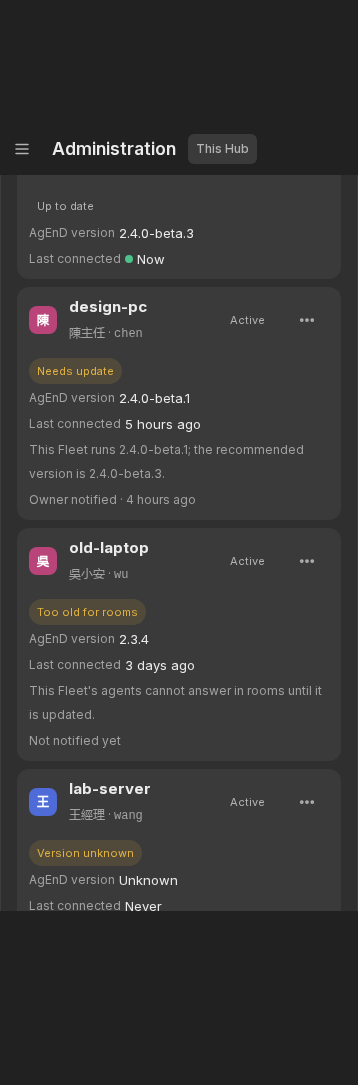 Administration This Hub
Up to date
AgEnD version 2.4.0-beta.3
Last connected Now
陳 design-pc Active
陳主任 · chen
Needs update
AgEnD version 2.4.0-beta.1
Last connected 5 hours ago
This Fleet runs 2.4.0-beta.1; the recommended
version is 2.4.0-beta.3.
Owner notified · 4 hours ago
吳 old-laptop Active
吳小安 · wu
Too old for rooms
AgEnD version 2.3.4
Last connected 3 days ago
This Fleet's agents cannot answer in rooms until it
is updated.
Not notified yet
王 lab-server Active
王經理 · wang
Version unknown
AgEnD version Unknown
Last connected Never